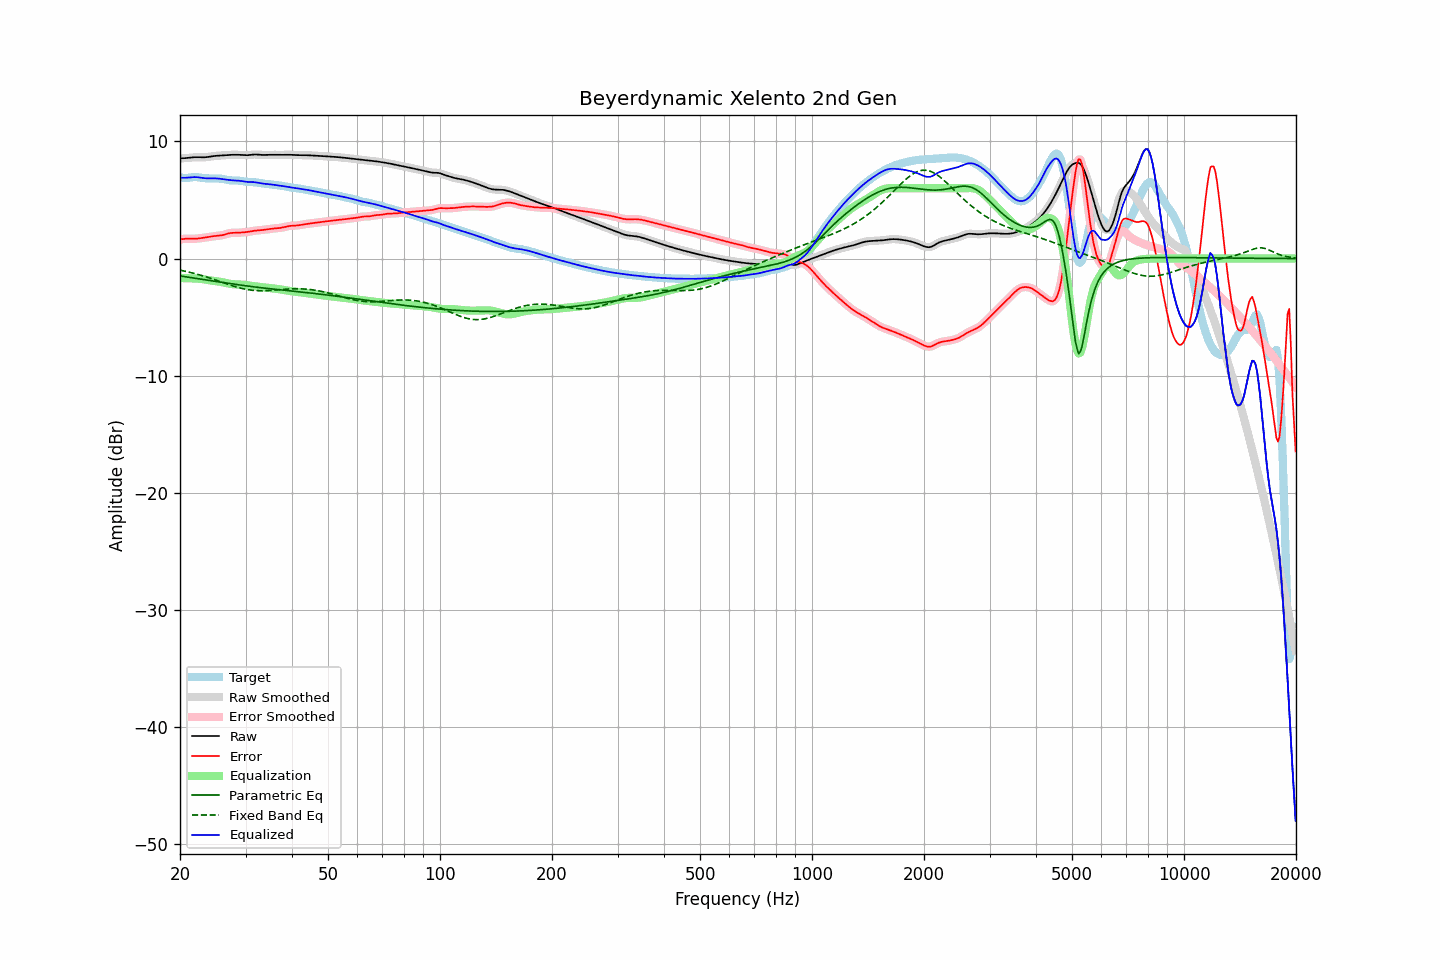 Beyerdynamic Xelento 2nd Gen
Amplitude (dBr)
10
0
−10
−20
−30
−40
−50
Target
Raw Smoothed
Error Smoothed
Raw
Error
Equalization
Parametric Eq
Fixed Band Eq
Equalized
20
50
100
200
500
1000
2000
5000
10000
20000
Frequency (Hz)